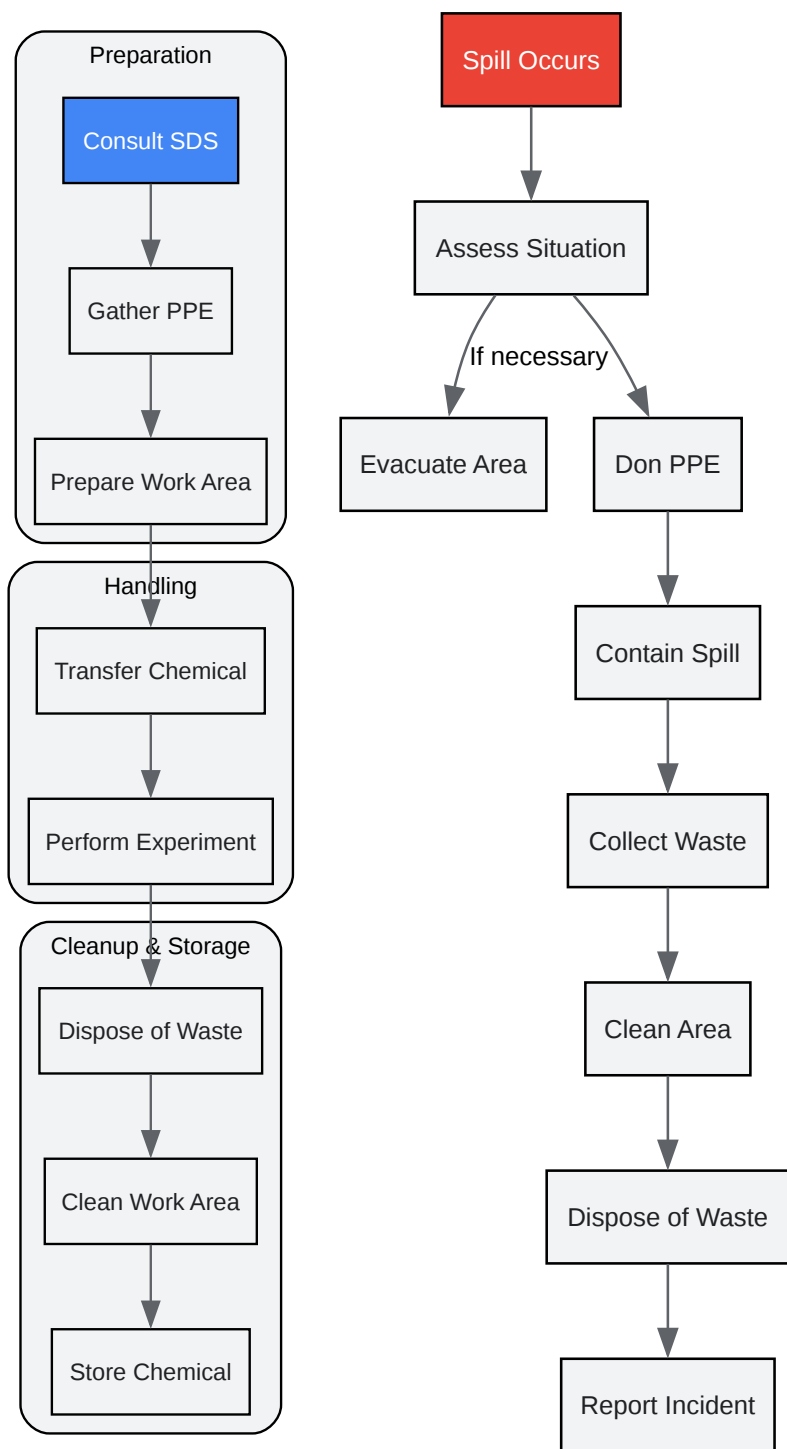 Preparation
Consult SDS
Gather PPE
Prepare Work Area
Handling
Transfer Chemical
Perform Experiment
Cleanup & Storage
Dispose of Waste
Clean Work Area
Store Chemical
Spill Occurs
Assess Situation
If necessary
Evacuate Area
Don PPE
Contain Spill
Collect Waste
Clean Area
Dispose of Waste
Report Incident